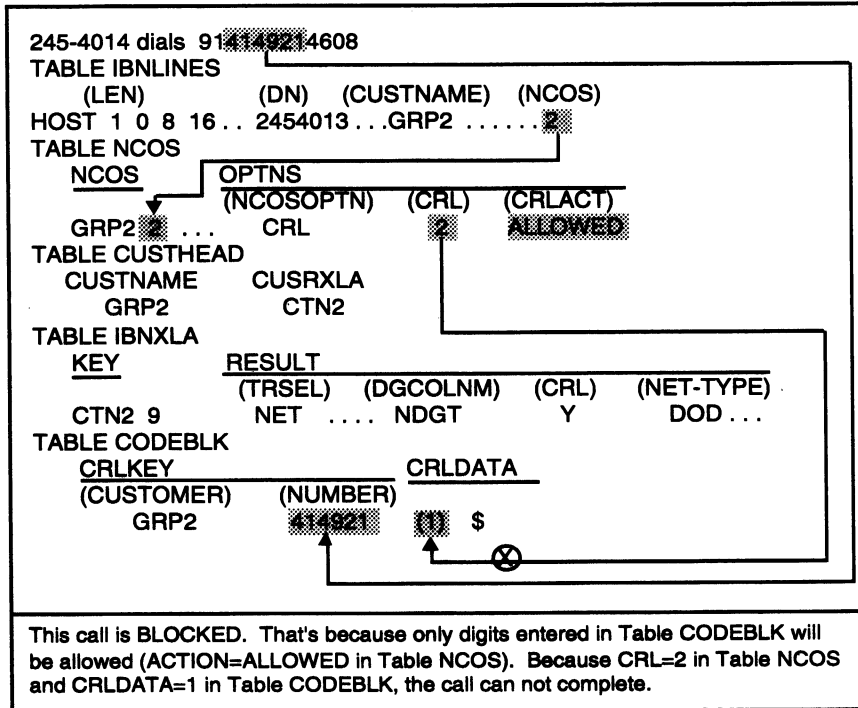 245-4014 dials 914149214608
TABLE IBNLINES
(LEN) (DN) (CUSTNAME) (NCOS)
HOST 1 0 8 16 . . 2454013 . . . GRP2 . . . . . . 2
TABLE NCOS
NCOS OPTNS
(NCOSOPTN) (CRL) (CRLACT)
GRP2 2 . . . CRL 2 ALLOWED
TABLE CUSTHEAD
CUSTNAME CUSRXLA
GRP2 CTN2
TABLE IBNXLA
KEY RESULT
(TRSEL) (DGCOLNM) (CRL) (NET-TYPE)
CTN2 9 NET . . . . NDGT Y DOD . . .
TABLE CODEBLK
CRLKEY CRLDATA
(CUSTOMER) (NUMBER)
GRP2 414921 (1) $
X
This call is BLOCKED. That's because only digits entered in Table CODEBLK will
be allowed (ACTION=ALLOWED in Table NCOS). Because CRL=2 in Table NCOS
and CRLDATA=1 in Table CODEBLK, the call can not complete.